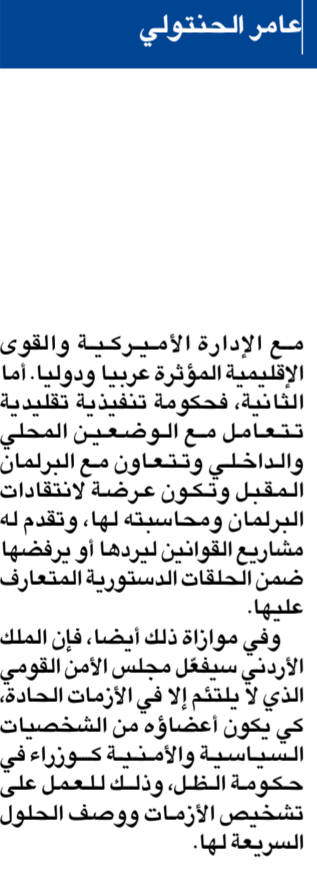 عامر الحنتولي
مع الإدارة الأميركية والقوى
الإقليمية المؤثرة عربيا ودوليا. أما
الثانية، فحكومة تنفيذية تقليدية
تتعامل مع الوضعين المحلي
والداخلي وتتعاون مع البرلمان
المقبل وتكون عرضة لانتقادات
البرلمان ومحاسبته لها، وتقدم له
مشاريع القوانين ليردها أو يرفضها
ضمن الحلقات الدستورية المتعارف
عليها.
وفي موازاة ذلك أيضا، فإن الملك
الأردني سيفعّل مجلس الأمن القومي
الذي لا يلتئم إلا في الأزمات الحادة،
كي يكون أعضاؤه من الشخصيات
السياسية والأمنية كوزراء في
حكومة الظل، وذلك للعمل على
تشخيص الأزمات ووصف الحلول
السريعة لها.